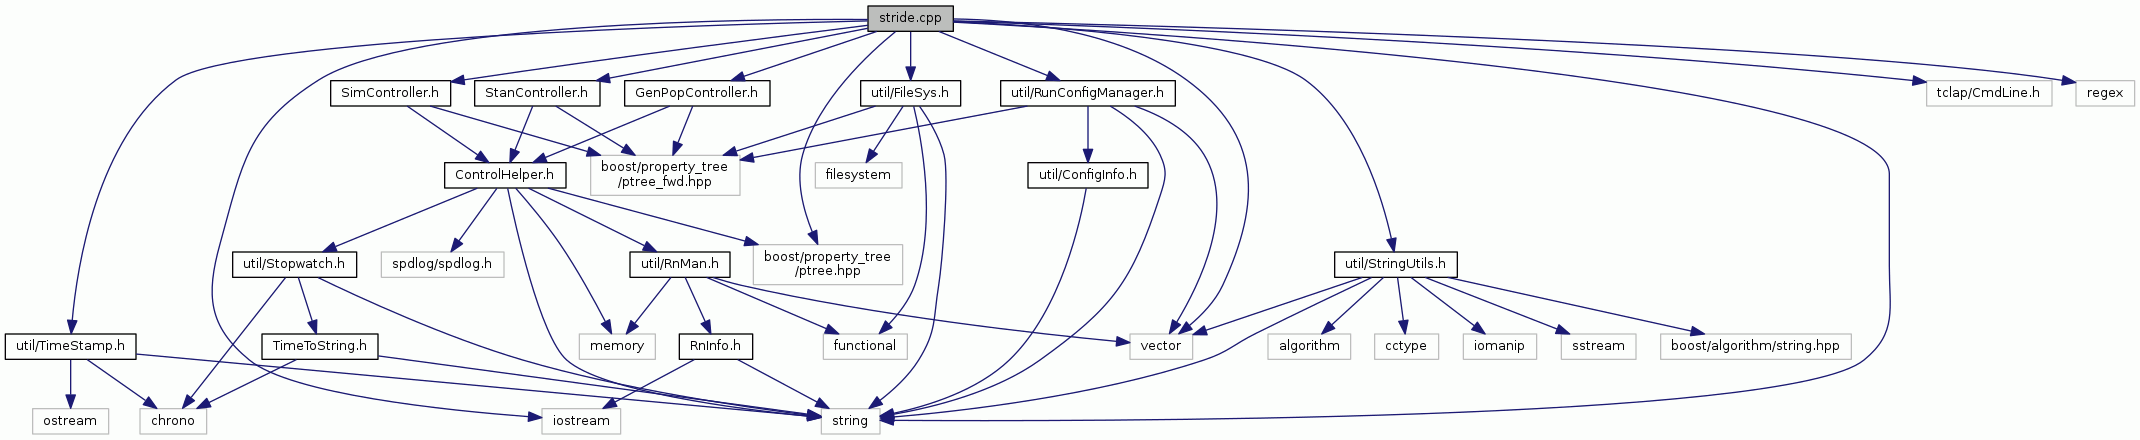 stride.cpp
SimController.h
StanController.h
GenPopController.h
util/FileSys.h
util/RunConfigManager.h
tclap/CmdLine.h
regex
ControlHelper.h
boost/property_tree
/ptree_fwd.hpp
filesystem
util/ConfigInfo.h
util/Stopwatch.h
spdlog/spdlog.h
util/RnMan.h
boost/property_tree
/ptree.hpp
util/StringUtils.h
util/TimeStamp.h
TimeToString.h
memory
RnInfo.h
functional
vector
algorithm
cctype
iomanip
sstream
boost/algorithm/string.hpp
ostream
chrono
iostream
string